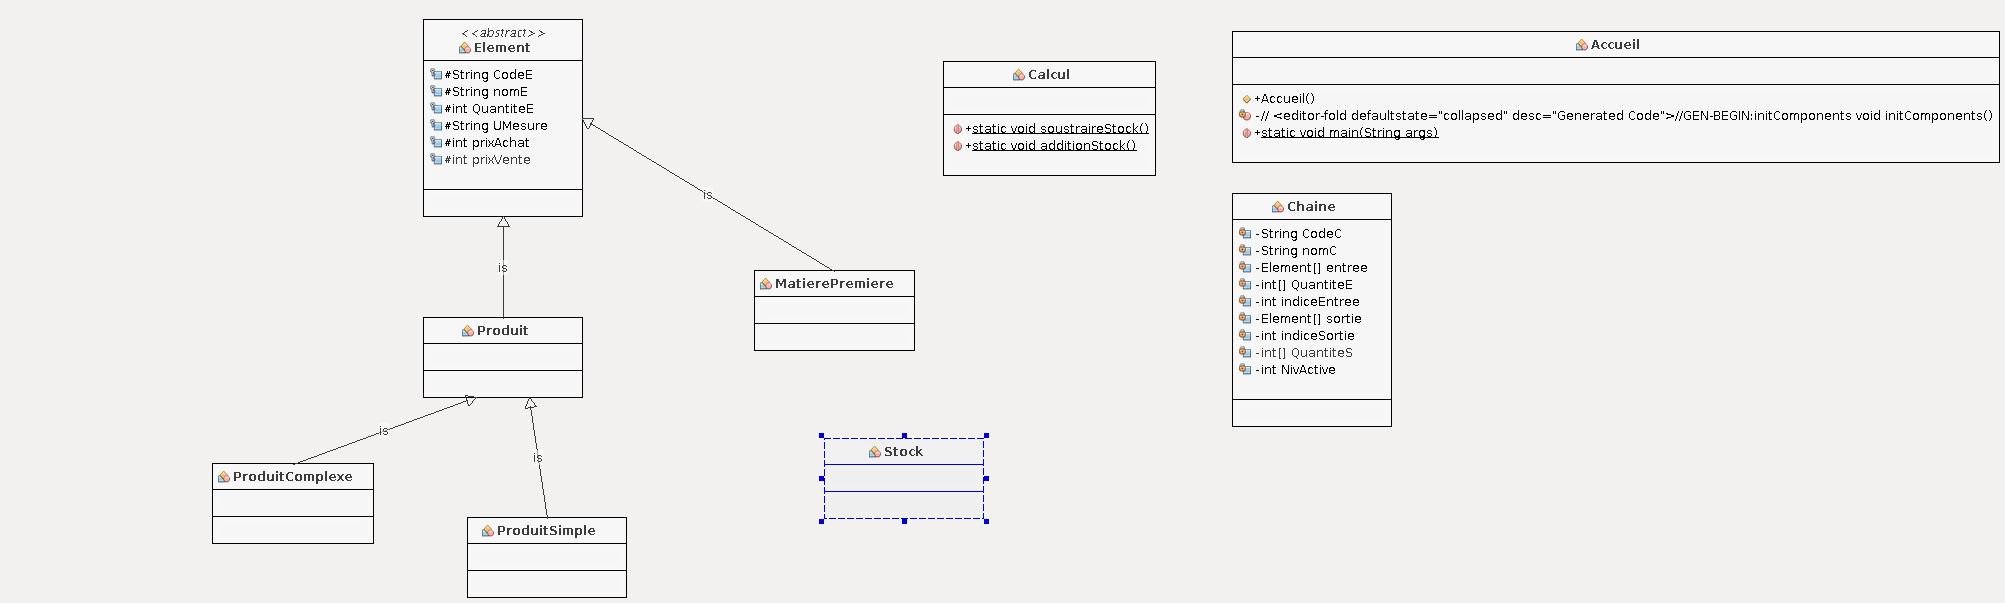 <<abstract>>
Element
#String CodeE
#String nomE
#int QuantiteE
#String UMesure
#int prixAchat
#int prixVente
Calcul
+static void soustraireStock()
+static void additionStock()
Accueil
+Accueil()
-// <editor-fold defaultstate="collapsed" desc="Generated Code">//GEN-BEGIN:initComponents void initComponents()
+static void main(String args)
Chaine
-String CodeC
-String nomC
-Element[] entree
-int[] QuantiteE
-int indiceEntree
-Element[] sortie
-int indiceSortie
-int[] QuantiteS
-int NivActive
is
is
MatierePremiere
Produit
is
is
Stock
ProduitComplexe
ProduitSimple